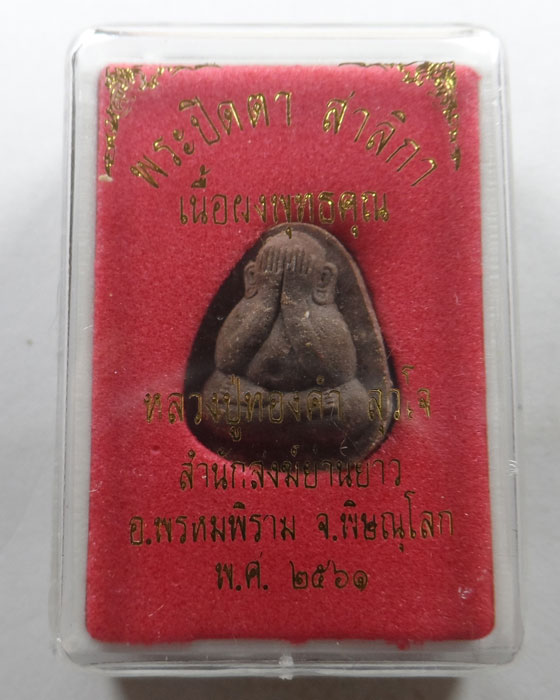 พระปิดตา สาลิกา
เนื้อผงพุทธคุณ
หลวงปู่ทองดำ สุวโจ
สำนักสงฆ์ย่านยาว
อ.พรหมพิราม จ.พิษณุโลก
พ.ศ. ๒๕๖๑